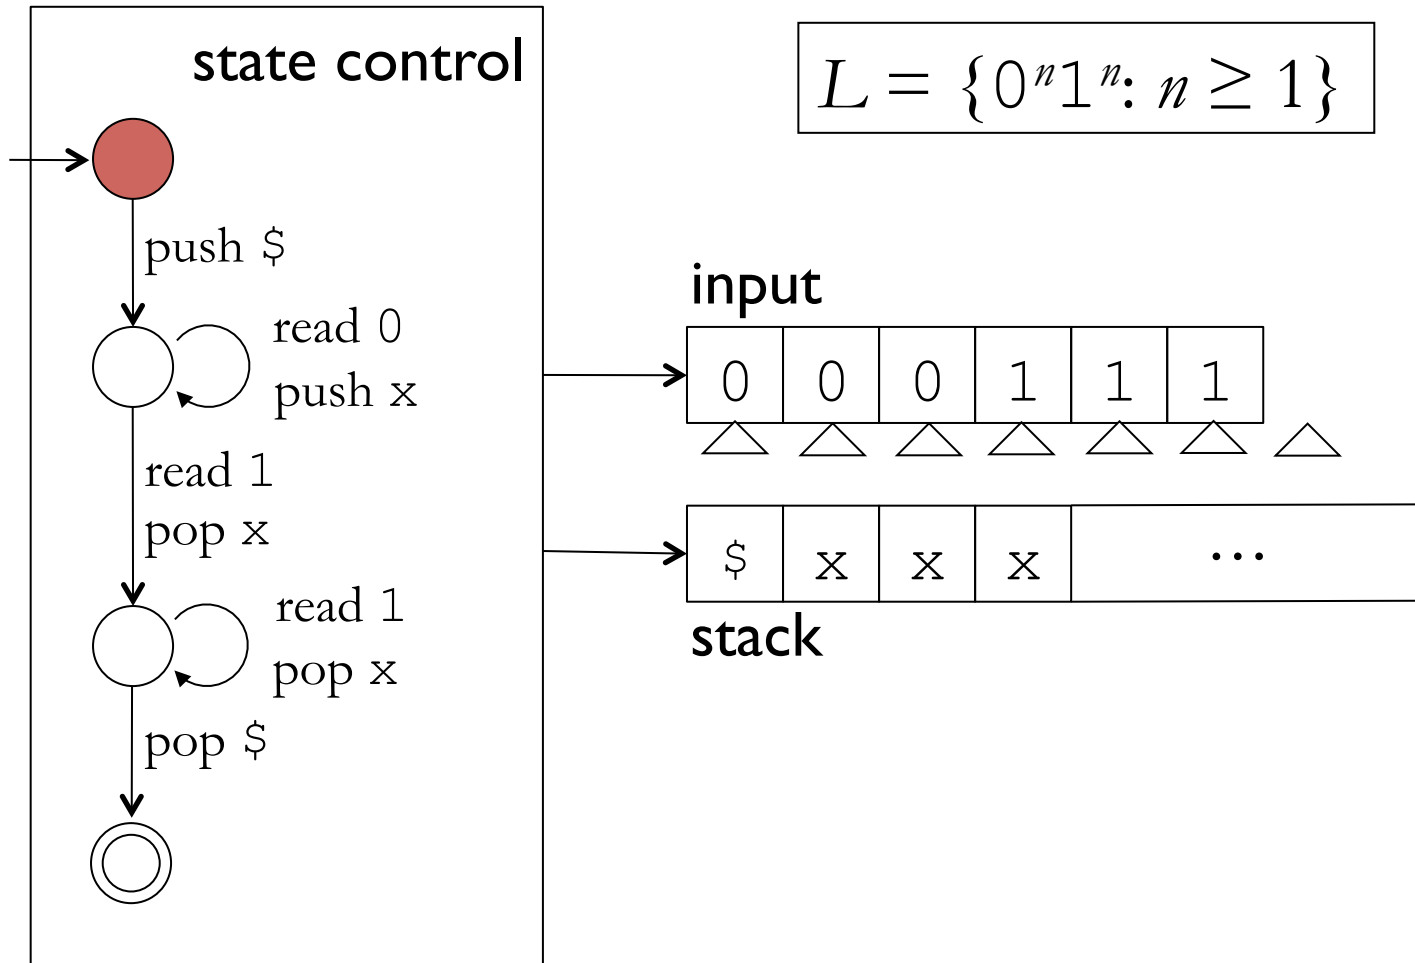 state control
L = {0ⁿ1ⁿ: n ≥ 1}
push $
read 0
push x
read 1
pop x
read 1
pop x
pop $
input
0 0 0 1 1 1
$ x x x ...
stack